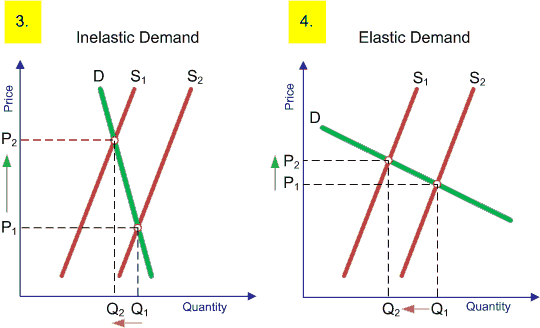 3.
Inelastic Demand
D S1 S2
Price
P2
P1
Q2 Q1 Quantity
4.
Elastic Demand
S1 S2
Price
D
P2
P1
Q2 Q1 Quantity